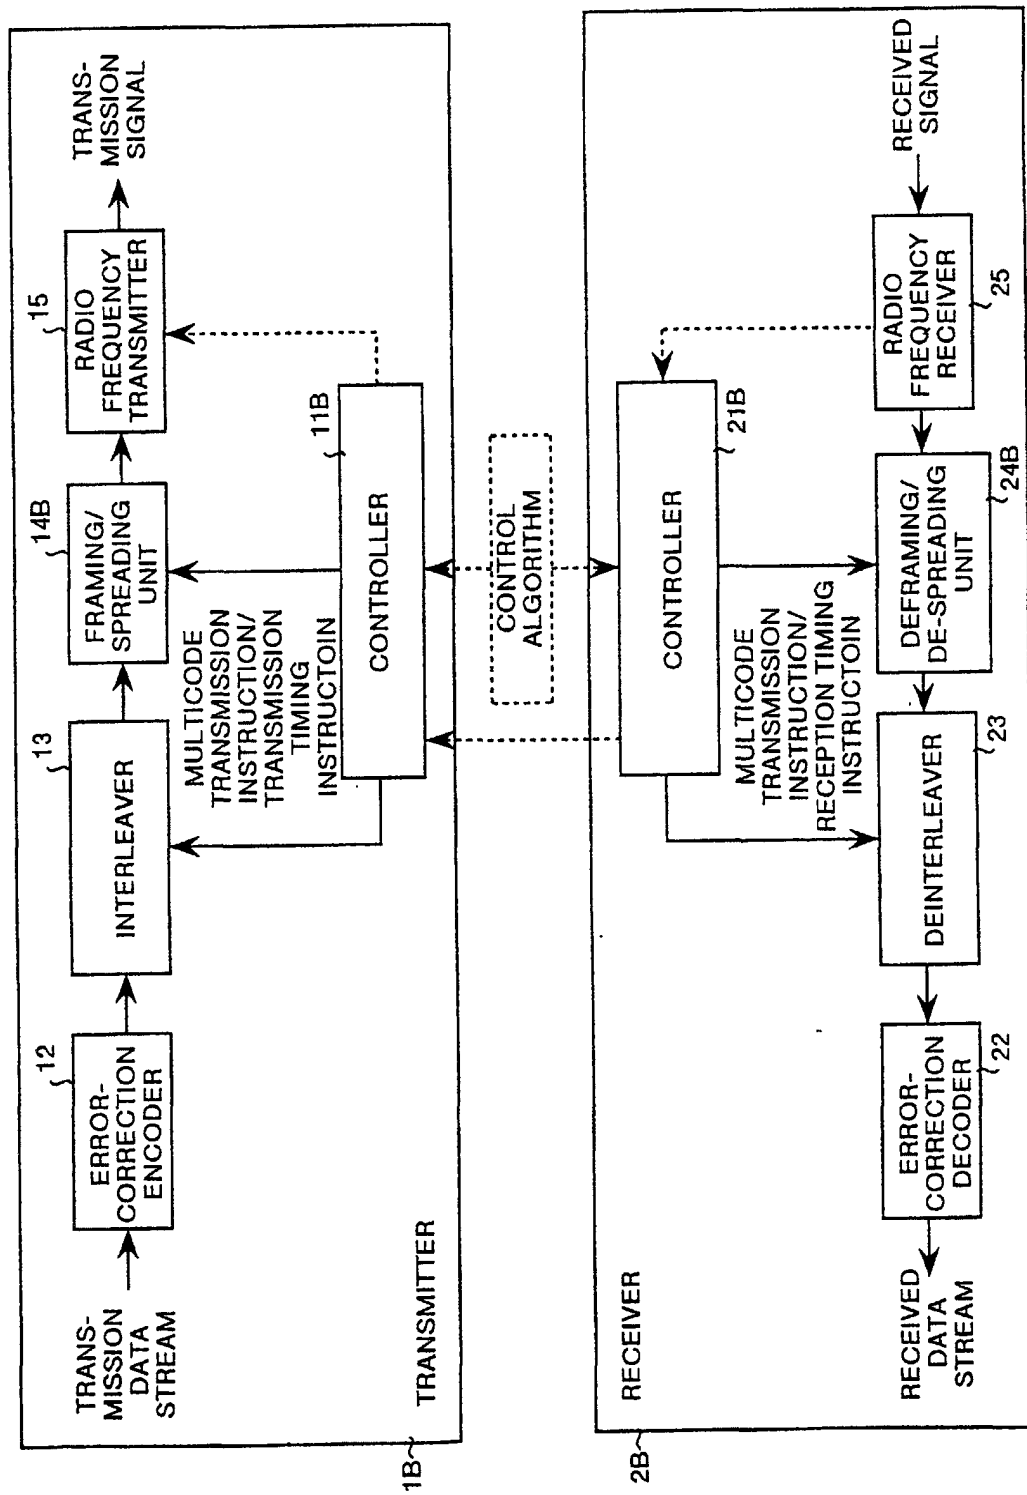 TRANS-
MISSION
DATA
STREAM
12
ERROR-
CORRECTION
ENCODER
13
INTERLEAVER
14B
FRAMING/
SPREADING
UNIT
15
RADIO
FREQUENCY
TRANSMITTER
TRANS-
MISSION
SIGNAL
MULTICODE
TRANSMISSION
INSTRUCTION/
TRANSMISSION
TIMING
INSTRUCTOIN
11B
CONTROLLER
TRANSMITTER
1B
CONTROL
ALGORITHM
2B
RECEIVER
21B
CONTROLLER
MULTICODE
TRANSMISSION
INSTRUCTION/
RECEPTION TIMING
INSTRUCTOIN
RECEIVED
DATA
STREAM
ERROR-
CORRECTION
DECODER
22
DEINTERLEAVER
23
DEFRAMING/
DE-SPREADING
UNIT
24B
RADIO
FREQUENCY
RECEIVER
25
RECEIVED
SIGNAL